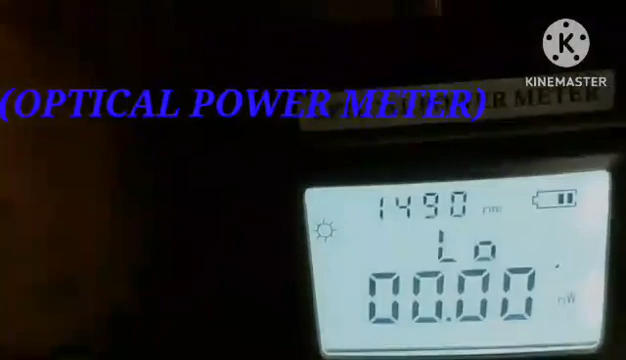 KINEMASTER
(OPTICAL POWER METER)
METER
1490 nm
Lo
00.00
nW